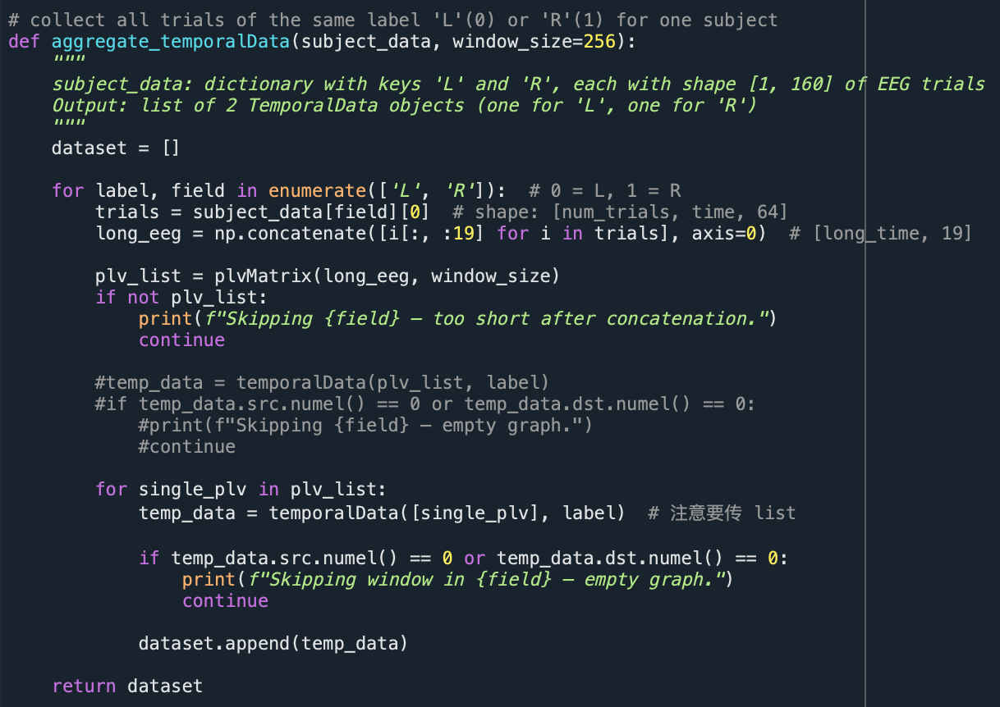 # collect all trials of the same label 'L'(0) or 'R'(1) for one subject
def aggregate_temporalData(subject_data, window_size=256):
    """
    subject_data: dictionary with keys 'L' and 'R', each with shape [1, 160] of EEG trials
    Output: list of 2 TemporalData objects (one for 'L', one for 'R')
    """
    dataset = []

    for label, field in enumerate(['L', 'R']):  # 0 = L, 1 = R
        trials = subject_data[field][0]  # shape: [num_trials, time, 64]
        long_eeg = np.concatenate([i[:, :19] for i in trials], axis=0)  # [long_time, 19]

        plv_list = plvMatrix(long_eeg, window_size)
        if not plv_list:
            print(f"Skipping {field} — too short after concatenation.")
            continue

        #temp_data = temporalData(plv_list, label)
        #if temp_data.src.numel() == 0 or temp_data.dst.numel() == 0:
            #print(f"Skipping {field} — empty graph.")
            #continue

        for single_plv in plv_list:
            temp_data = temporalData([single_plv], label)  # 注意要传 list

            if temp_data.src.numel() == 0 or temp_data.dst.numel() == 0:
                print(f"Skipping window in {field} — empty graph.")
                continue

            dataset.append(temp_data)

    return dataset